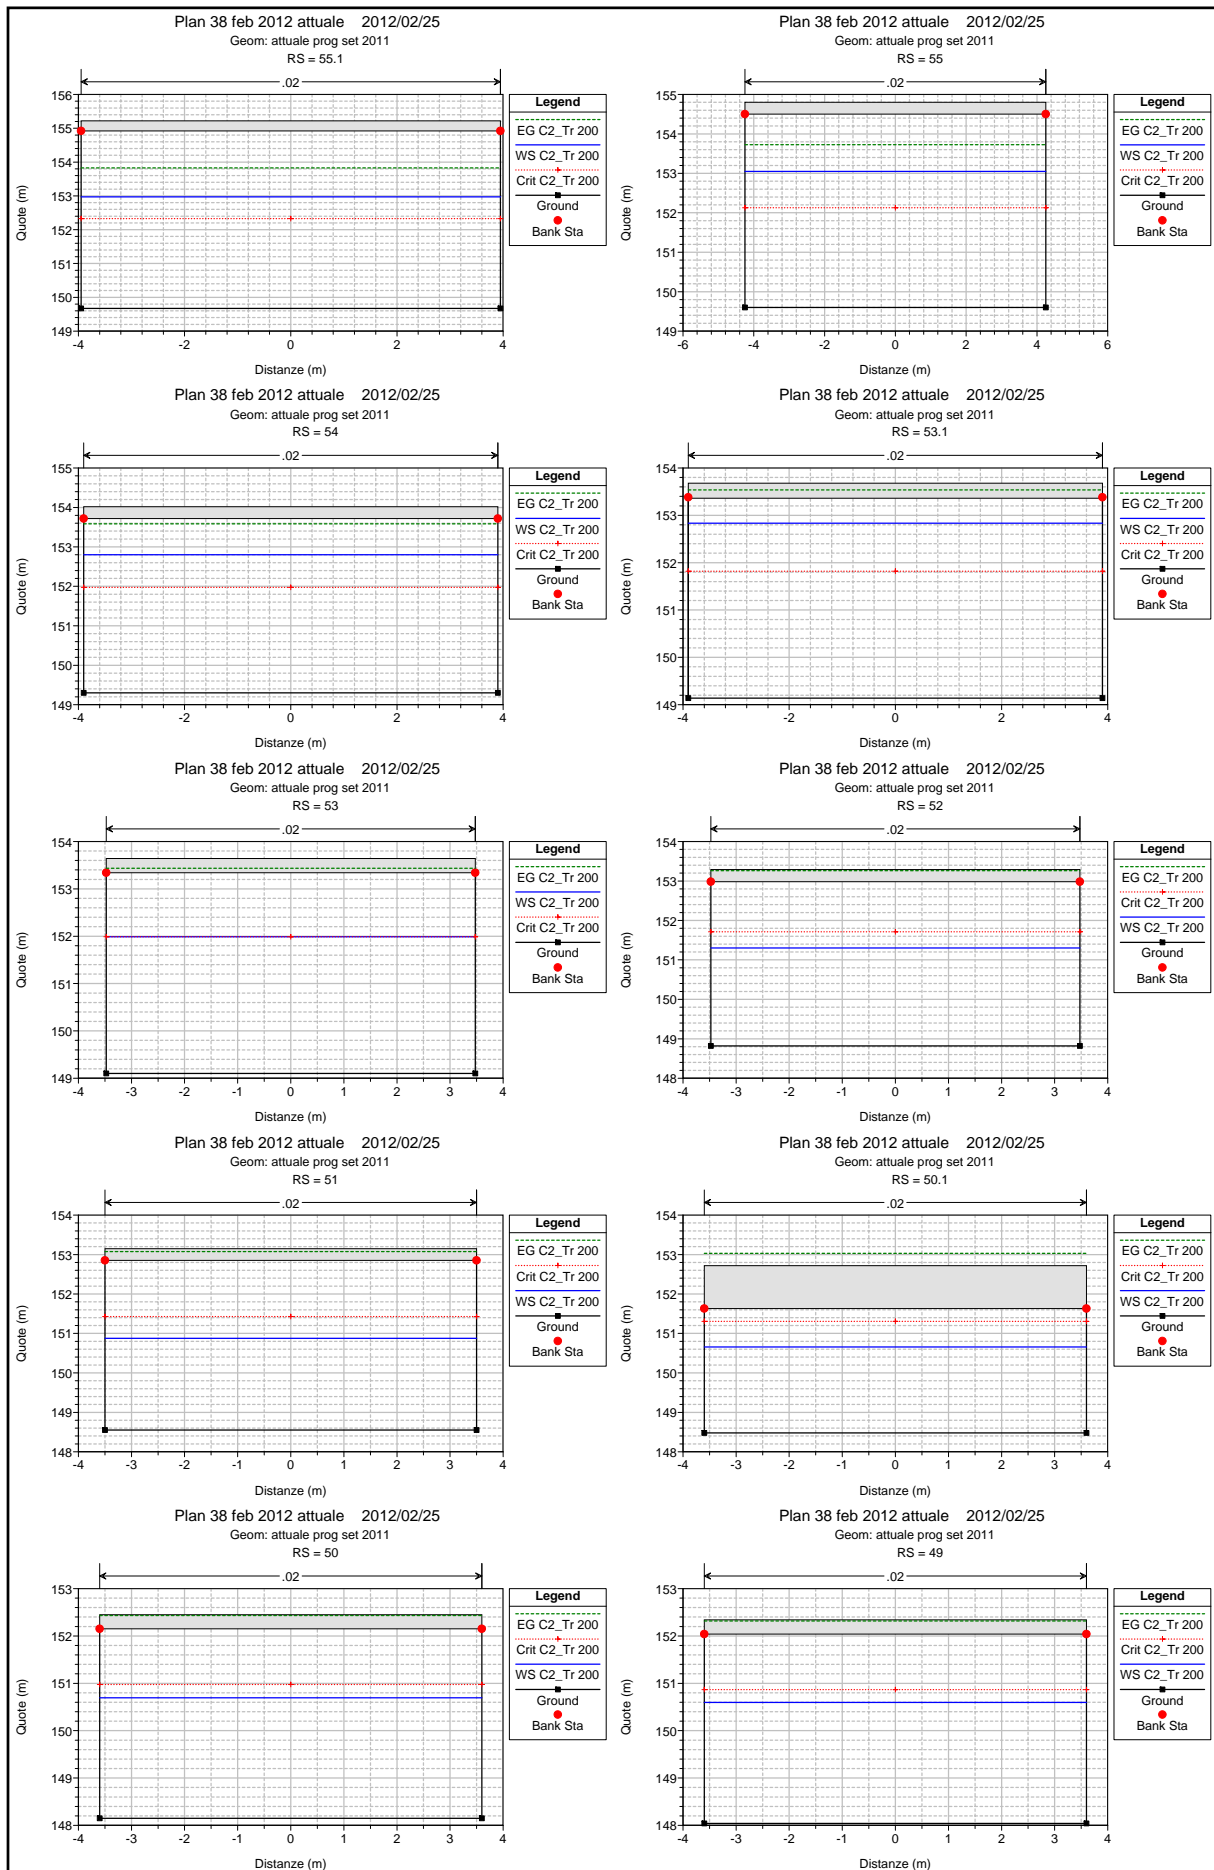 Plan 38 feb 2012 attuale 2012/02/25
Geom: attuale prog set 2011
RS = 55.1
.02
156
155
154
153
152
151
150
149
Quote (m)
-4 -2 0 2 4
Distanze (m)
Legend
EG C2_Tr 200
WS C2_Tr 200
Crit C2_Tr 200
Ground
Bank Sta
Plan 38 feb 2012 attuale 2012/02/25
Geom: attuale prog set 2011
RS = 55
.02
155
154
153
152
151
150
149
Quote (m)
-6 -4 -2 0 2 4 6
Distanze (m)
Legend
EG C2_Tr 200
WS C2_Tr 200
Crit C2_Tr 200
Ground
Bank Sta
Plan 38 feb 2012 attuale 2012/02/25
Geom: attuale prog set 2011
RS = 54
.02
155
154
153
152
151
150
149
Quote (m)
-4 -2 0 2 4
Distanze (m)
Legend
EG C2_Tr 200
WS C2_Tr 200
Crit C2_Tr 200
Ground
Bank Sta
Plan 38 feb 2012 attuale 2012/02/25
Geom: attuale prog set 2011
RS = 53.1
.02
154
153
152
151
150
149
Quote (m)
-4 -2 0 2 4
Distanze (m)
Legend
EG C2_Tr 200
WS C2_Tr 200
Crit C2_Tr 200
Ground
Bank Sta
Plan 38 feb 2012 attuale 2012/02/25
Geom: attuale prog set 2011
RS = 53
.02
154
153
152
151
150
149
Quote (m)
-4 -3 -2 -1 0 1 2 3 4
Distanze (m)
Legend
EG C2_Tr 200
WS C2_Tr 200
Crit C2_Tr 200
Ground
Bank Sta
Plan 38 feb 2012 attuale 2012/02/25
Geom: attuale prog set 2011
RS = 52
.02
154
153
152
151
150
149
148
Quote (m)
-4 -3 -2 -1 0 1 2 3 4
Distanze (m)
Legend
EG C2_Tr 200
Crit C2_Tr 200
WS C2_Tr 200
Ground
Bank Sta
Plan 38 feb 2012 attuale 2012/02/25
Geom: attuale prog set 2011
RS = 51
.02
154
153
152
151
150
149
148
Quote (m)
-4 -3 -2 -1 0 1 2 3 4
Distanze (m)
Legend
EG C2_Tr 200
Crit C2_Tr 200
WS C2_Tr 200
Ground
Bank Sta
Plan 38 feb 2012 attuale 2012/02/25
Geom: attuale prog set 2011
RS = 50.1
.02
154
153
152
151
150
149
148
Quote (m)
-4 -3 -2 -1 0 1 2 3 4
Distanze (m)
Legend
EG C2_Tr 200
Crit C2_Tr 200
WS C2_Tr 200
Ground
Bank Sta
Plan 38 feb 2012 attuale 2012/02/25
Geom: attuale prog set 2011
RS = 50
.02
153
152
151
150
149
148
Quote (m)
-4 -3 -2 -1 0 1 2 3 4
Distanze (m)
Legend
EG C2_Tr 200
Crit C2_Tr 200
WS C2_Tr 200
Ground
Bank Sta
Plan 38 feb 2012 attuale 2012/02/25
Geom: attuale prog set 2011
RS = 49
.02
153
152
151
150
149
148
Quote (m)
-4 -3 -2 -1 0 1 2 3 4
Distanze (m)
Legend
EG C2_Tr 200
Crit C2_Tr 200
WS C2_Tr 200
Ground
Bank Sta